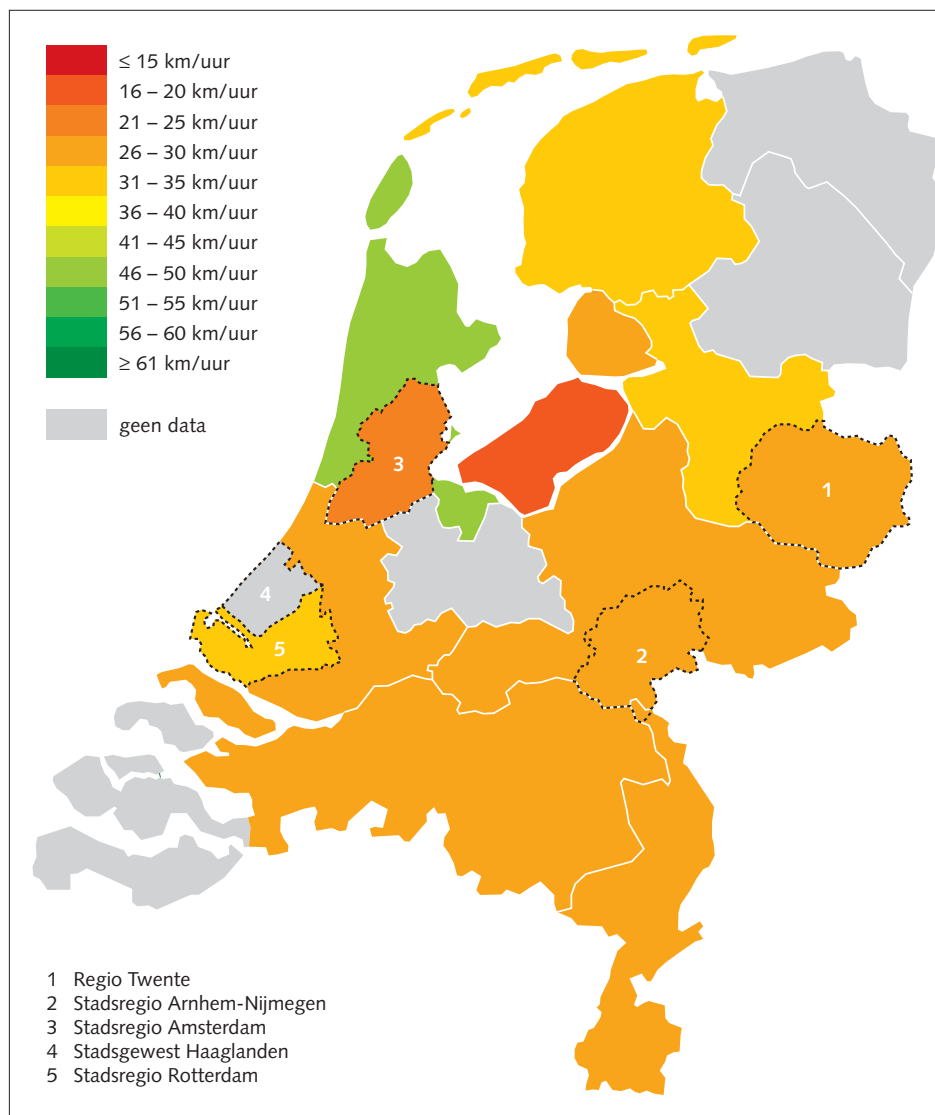 ≤ 15 km/uur
16 – 20 km/uur
21 – 25 km/uur
26 – 30 km/uur
31 – 35 km/uur
36 – 40 km/uur
41 – 45 km/uur
46 – 50 km/uur
51 – 55 km/uur
56 – 60 km/uur
≥ 61 km/uur
geen data
3
1
4
5
2
1 Regio Twente
2 Stadsregio Arnhem-Nijmegen
3 Stadsregio Amsterdam
4 Stadsgewest Haaglanden
5 Stadsregio Rotterdam